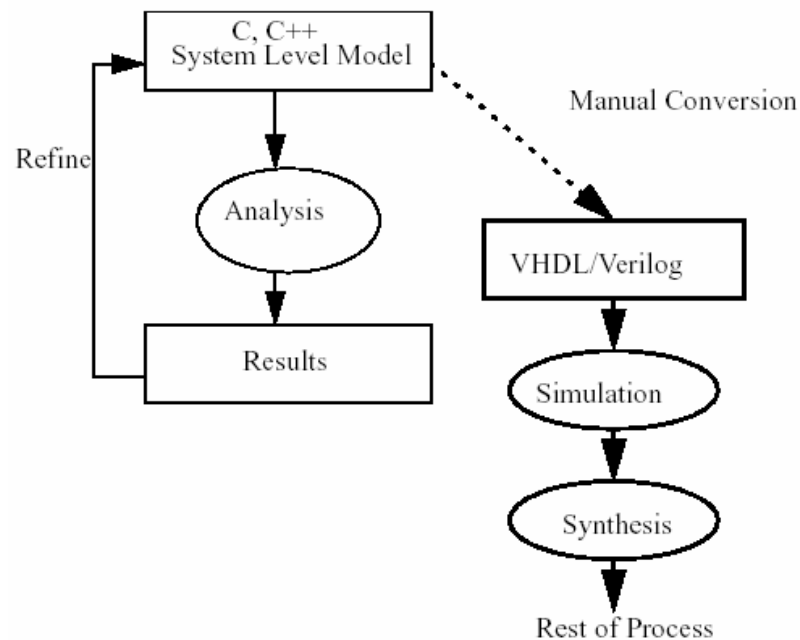 C, C++
System Level Model
Manual Conversion
Refine
Analysis
VHDL/Verilog
Results
Simulation
Synthesis
Rest of Process